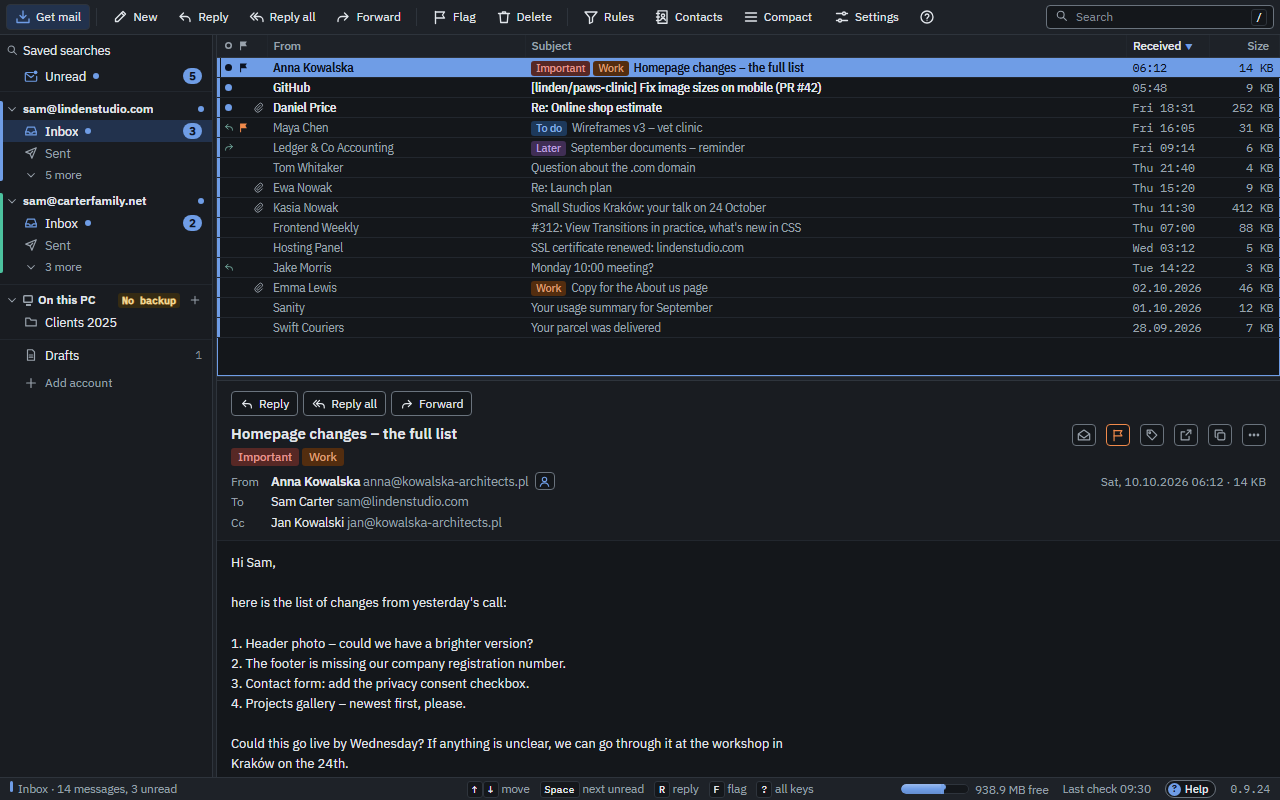 Get mail New Reply Reply all Forward Flag Delete Rules Contacts Compact Settings Search /
Saved searches
Unread 5
sam@lindenstudio.com
Inbox 3
Sent
5 more
sam@carterfamily.net
Inbox 2
Sent
3 more
On this PC No backup
Clients 2025
Drafts 1
Add account
From Subject Received Size
Anna Kowalska Important Work Homepage changes – the full list 06:12 14 KB
GitHub [linden/paws-clinic] Fix image sizes on mobile (PR #42) 05:48 9 KB
Daniel Price Re: Online shop estimate Fri 18:31 252 KB
Maya Chen To do Wireframes v3 – vet clinic Fri 16:05 31 KB
Ledger & Co Accounting Later September documents – reminder Fri 09:14 6 KB
Tom Whitaker Question about the .com domain Thu 21:40 4 KB
Ewa Nowak Re: Launch plan Thu 15:20 9 KB
Kasia Nowak Small Studios Kraków: your talk on 24 October Thu 11:30 412 KB
Frontend Weekly #312: View Transitions in practice, what's new in CSS Thu 07:00 88 KB
Hosting Panel SSL certificate renewed: lindenstudio.com Wed 03:12 5 KB
Jake Morris Monday 10:00 meeting? Tue 14:22 3 KB
Emma Lewis Work Copy for the About us page 02.10.2026 46 KB
Sanity Your usage summary for September 01.10.2026 12 KB
Swift Couriers Your parcel was delivered 28.09.2026 7 KB
Reply Reply all Forward
Homepage changes – the full list
Important Work
From Anna Kowalska anna@kowalska-architects.pl Sat, 10.10.2026 06:12 · 14 KB
To Sam Carter sam@lindenstudio.com
Cc Jan Kowalski jan@kowalska-architects.pl
Hi Sam,
here is the list of changes from yesterday's call:
1. Header photo – could we have a brighter version?
2. The footer is missing our company registration number.
3. Contact form: add the privacy consent checkbox.
4. Projects gallery – newest first, please.
Could this go live by Wednesday? If anything is unclear, we can go through it at the workshop in
Kraków on the 24th.
Inbox · 14 messages, 3 unread ↑ ↓ move Space next unread R reply F flag ? all keys 938.9 MB free Last check 09:30 ? Help 0.9.24